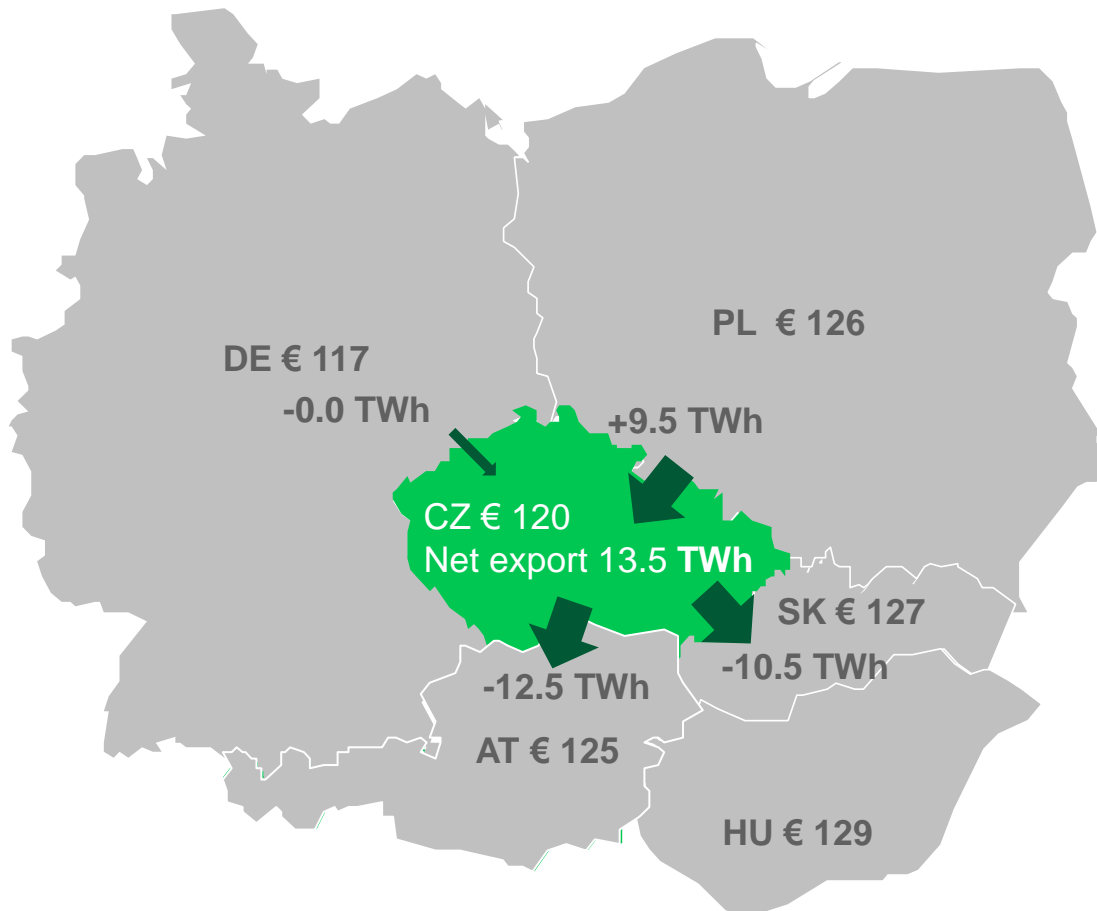 PL € 126
DE € 117
-0.0 TWh
+9.5 TWh
CZ € 120
Net export 13.5 TWh
SK € 127
-10.5 TWh
-12.5 TWh
AT € 125
HU € 129